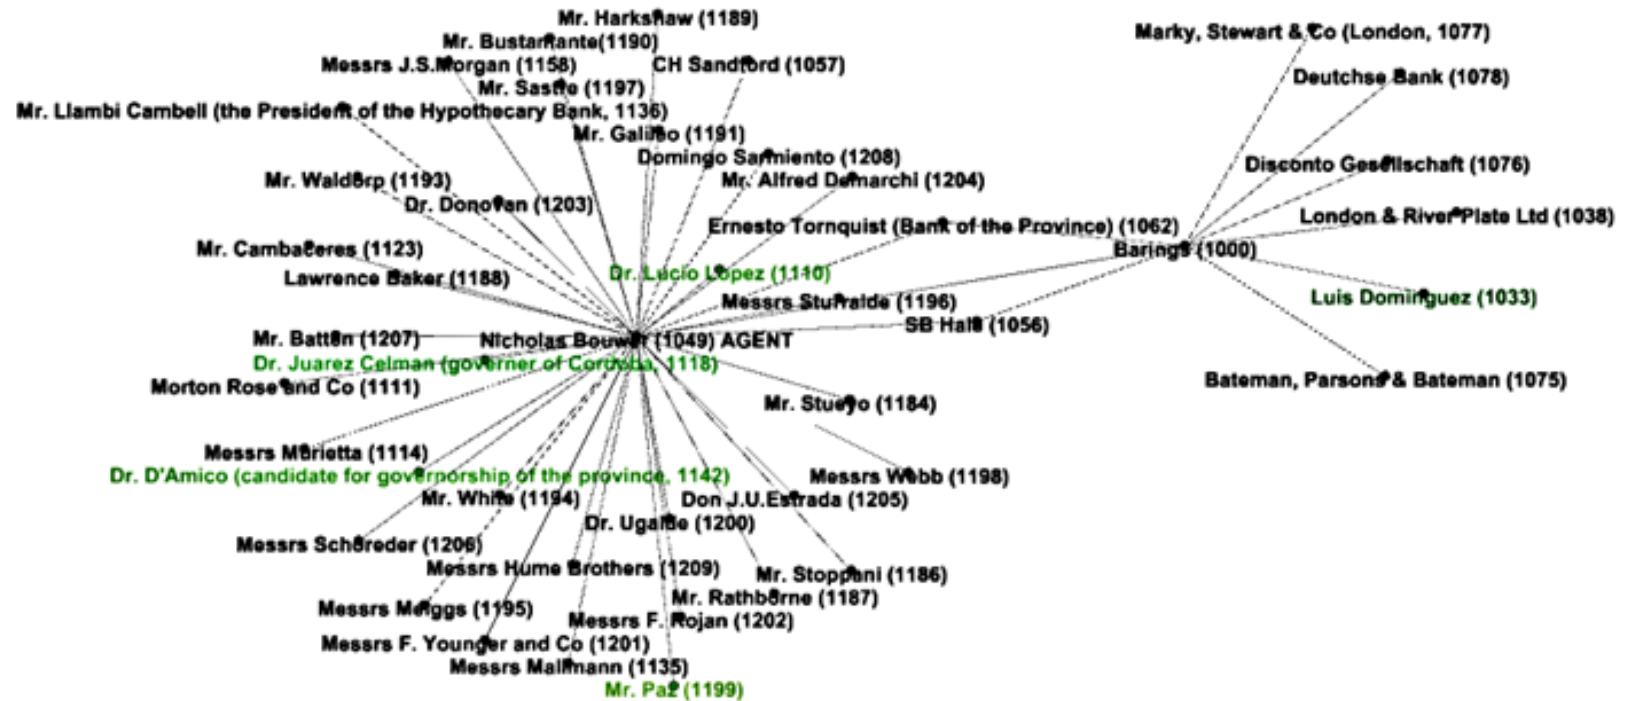 Mr. Harkshaw (1189)
Marky, Stewart & Co (London, 1077)
Mr. Bustamante(1190)
Messrs J.S.Morgan (1158)
CH Sandford (1057)
Deutchse Bank (1078)
Mr. Sastre (1197)
Mr. Llambi Cambell (the President of the Hypothecary Bank, 1136)
Mr. Galileo (1191)
Domingo Sarmiento (1208)
Disconto Gesellschaft (1076)
Mr. Waldorp (1193)
Mr. Alfred Demarchi (1204)
Dr. Donovan (1203)
London & River Plate Ltd (1038)
Ernesto Tornquist (Bank of the Province) (1062)
Mr. Cambaceres (1123)
Barings (1000)
Lawrence Baker (1188)
Dr. Lucio Lopez (1110)
Messrs Sturralde (1196)
Luis Dominguez (1033)
SB Hale (1056)
Mr. Batten (1207)
Nicholas Bouwer (1049) AGENT
Dr. Juarez Celman (governer of Cordoba, 1118)
Morton Rose and Co (1111)
Bateman, Parsons & Bateman (1075)
Mr. Stueyo (1184)
Messrs Murietta (1114)
Dr. D'Amico (candidate for governorship of the province, 1142)
Messrs Webb (1198)
Mr. White (1194)
Don J.U.Estrada (1205)
Dr. Ugalde (1200)
Messrs Schoreder (1206)
Messrs Hume Brothers (1209)
Mr. Stoppani (1186)
Mr. Rathborne (1187)
Messrs Meiggs (1195)
Messrs F. Rojan (1202)
Messrs F. Younger and Co (1201)
Messrs Mallmann (1135)
Mr. Paz (1199)